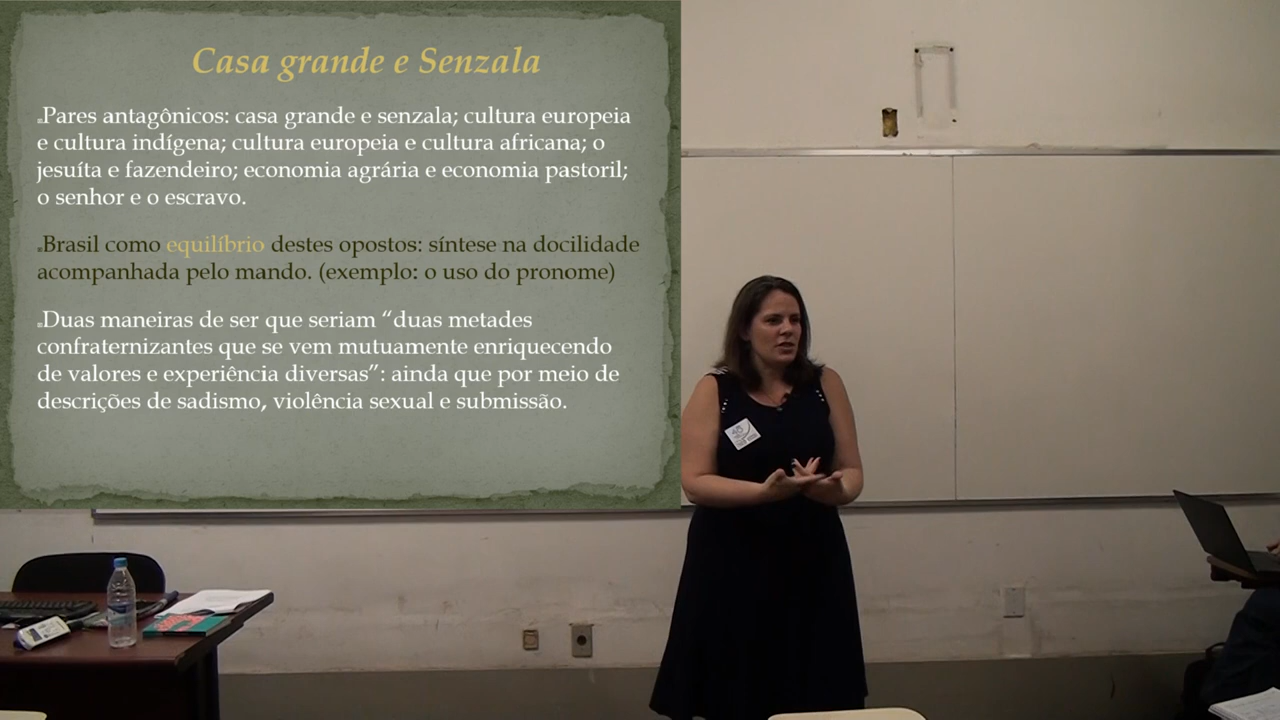 Casa grande e Senzala
Pares antagônicos: casa grande e senzala; cultura europeia
e cultura indígena; cultura europeia e cultura africana; o
jesuíta e fazendeiro; economia agrária e economia pastoril;
o senhor e o escravo.
Brasil como equilíbrio destes opostos: síntese na docilidade
acompanhada pelo mando. (exemplo: o uso do pronome)
Duas maneiras de ser que seriam “duas metades
confraternizantes que se vem mutuamente enriquecendo
de valores e experiência diversas”: ainda que por meio de
descrições de sadismo, violência sexual e submissão.